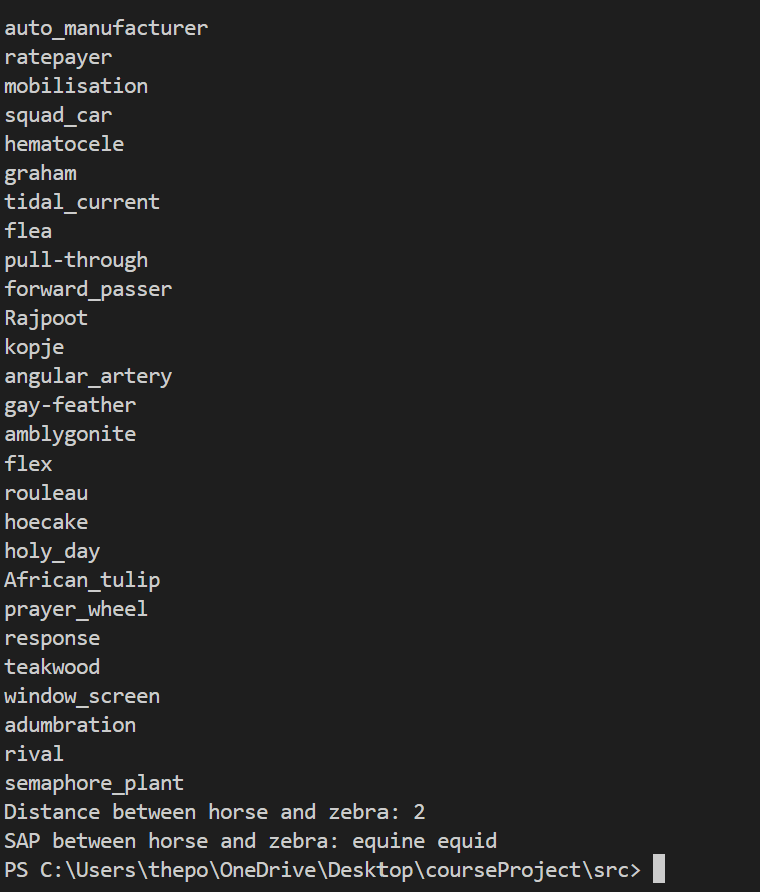 auto_manufacturer
ratepayer
mobilisation
squad_car
hematocele
graham
tidal_current
flea
pull-through
forward_passer
Rajpoot
kopje
angular_artery
gay-feather
amblygonite
flex
rouleau
hoecake
holy_day
African_tulip
prayer_wheel
response
teakwood
window_screen
adumbration
rival
semaphore_plant
Distance between horse and zebra: 2
SAP between horse and zebra: equine equid
PS C:\Users\thepo\OneDrive\Desktop\courseProject\src>